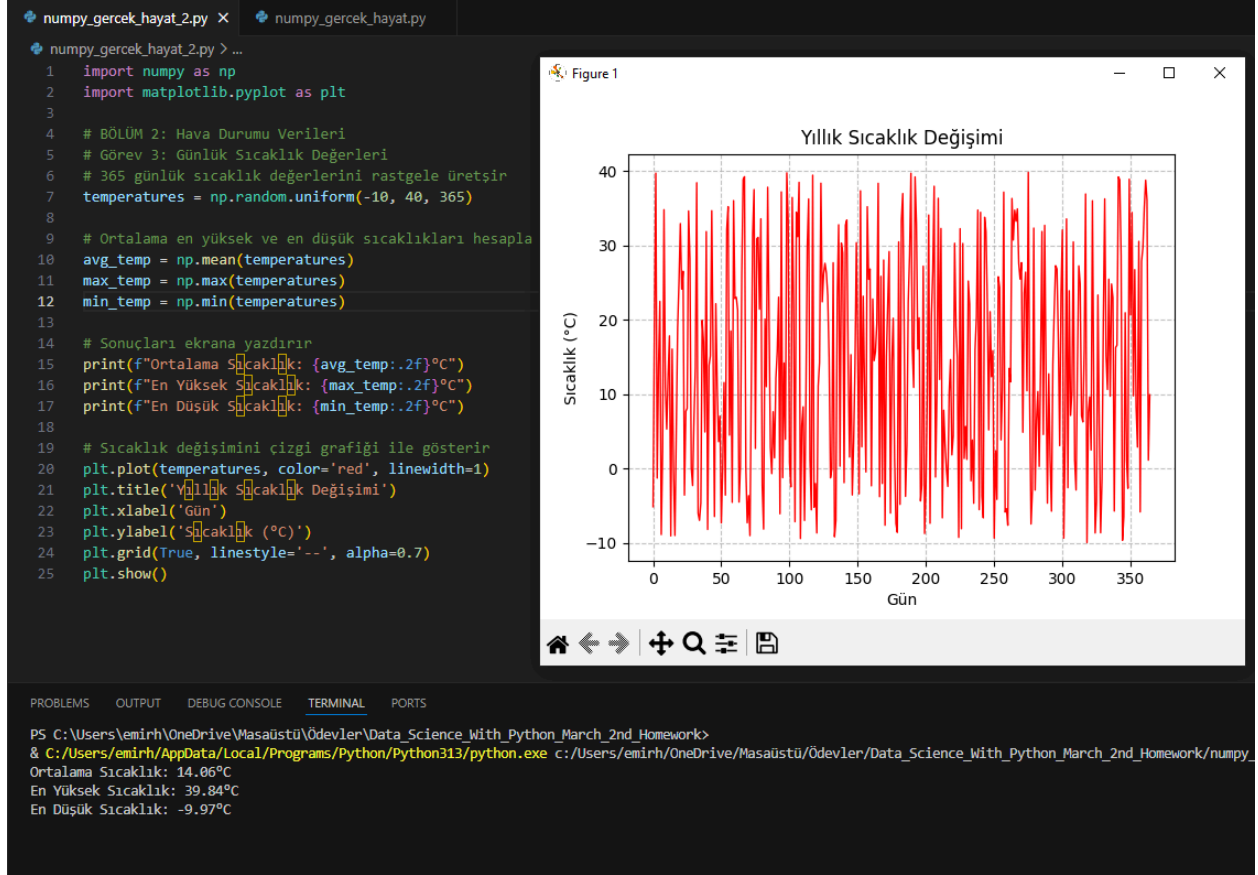 numpy_gercek_hayat_2.py
numpy_gercek_hayat.py
numpy_gercek_hayat_2.py > ...
1 import numpy as np
2 import matplotlib.pyplot as plt
3
4 # BÖLÜM 2: Hava Durumu Verileri
5 # Görev 3: Günlük Sıcaklık Değerleri
6 # 365 günlük sıcaklık değerlerini rastgele üretşir
7 temperatures = np.random.uniform(-10, 40, 365)
8
9 # Ortalama en yüksek ve en düşük sıcaklıkları hesapla
10 avg_temp = np.mean(temperatures)
11 max_temp = np.max(temperatures)
12 min_temp = np.min(temperatures)
13
14 # Sonuçları ekrana yazdırır
15 print(f"Ortalama Sıcaklık: {avg_temp:.2f}°C")
16 print(f"En Yüksek Sıcaklık: {max_temp:.2f}°C")
17 print(f"En Düşük Sıcaklık: {min_temp:.2f}°C")
18
19 # Sıcaklık değişimini çizgi grafiği ile gösterir
20 plt.plot(temperatures, color='red', linewidth=1)
21 plt.title('Yıllık Sıcaklık Değişimi')
22 plt.xlabel('Gün')
23 plt.ylabel('Sıcaklık (°C)')
24 plt.grid(True, linestyle='--', alpha=0.7)
25 plt.show()
Figure 1
Yıllık Sıcaklık Değişimi
Sıcaklık (°C)
40
30
20
10
0
−10
0 50 100 150 200 250 300 350
Gün
PROBLEMS OUTPUT DEBUG CONSOLE TERMINAL PORTS
PS C:\Users\emirh\OneDrive\Masaüstü\Ödevler\Data_Science_With_Python_March_2nd_Homework>
& C:/Users/emirh/AppData/Local/Programs/Python/Python313/python.exe c:/Users/emirh/OneDrive/Masaüstü/Ödevler/Data_Science_With_Python_March_2nd_Homework/numpy_
Ortalama Sıcaklık: 14.06°C
En Yüksek Sıcaklık: 39.84°C
En Düşük Sıcaklık: -9.97°C